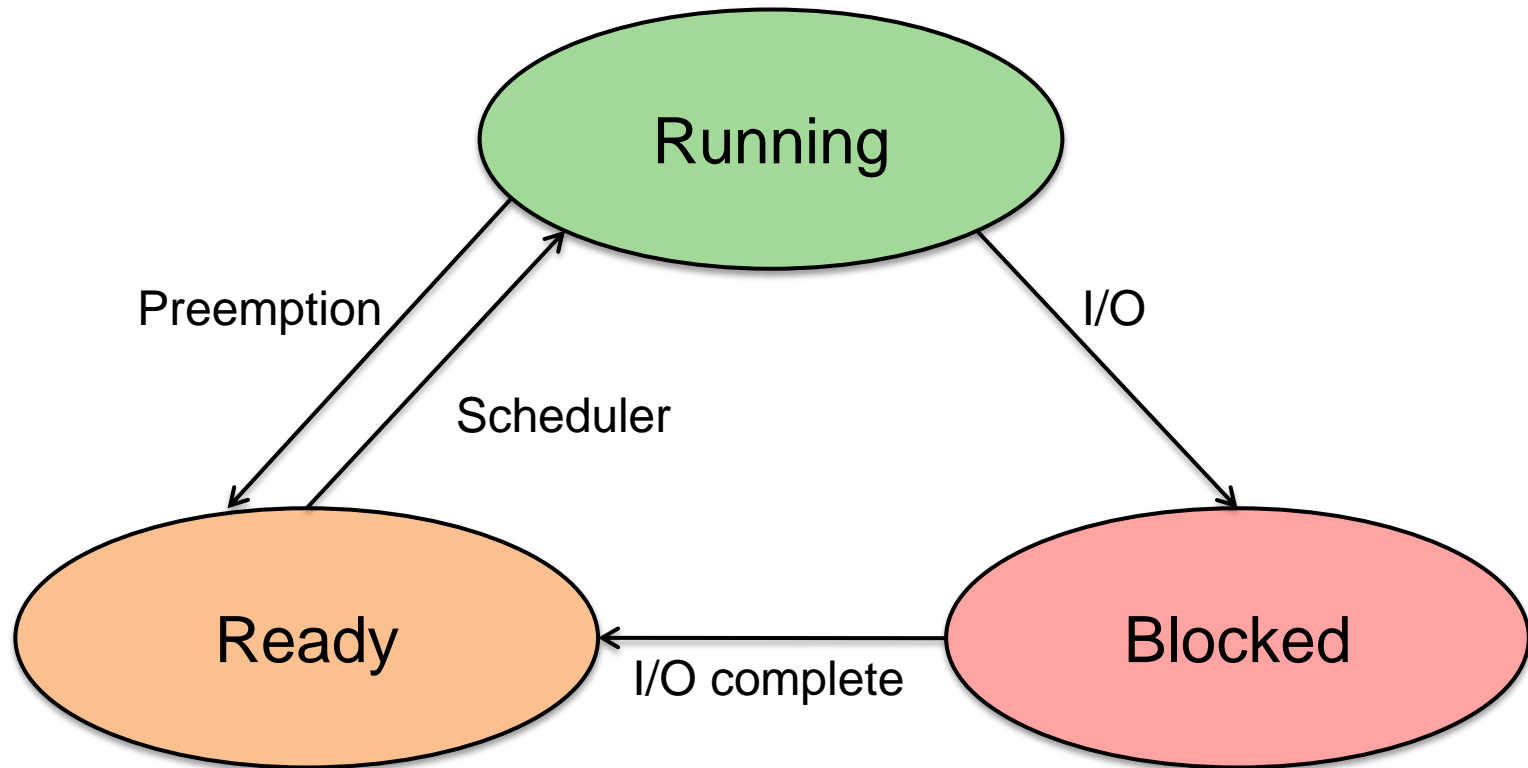 Running
Preemption
I/O
Scheduler
Ready
Blocked
I/O complete